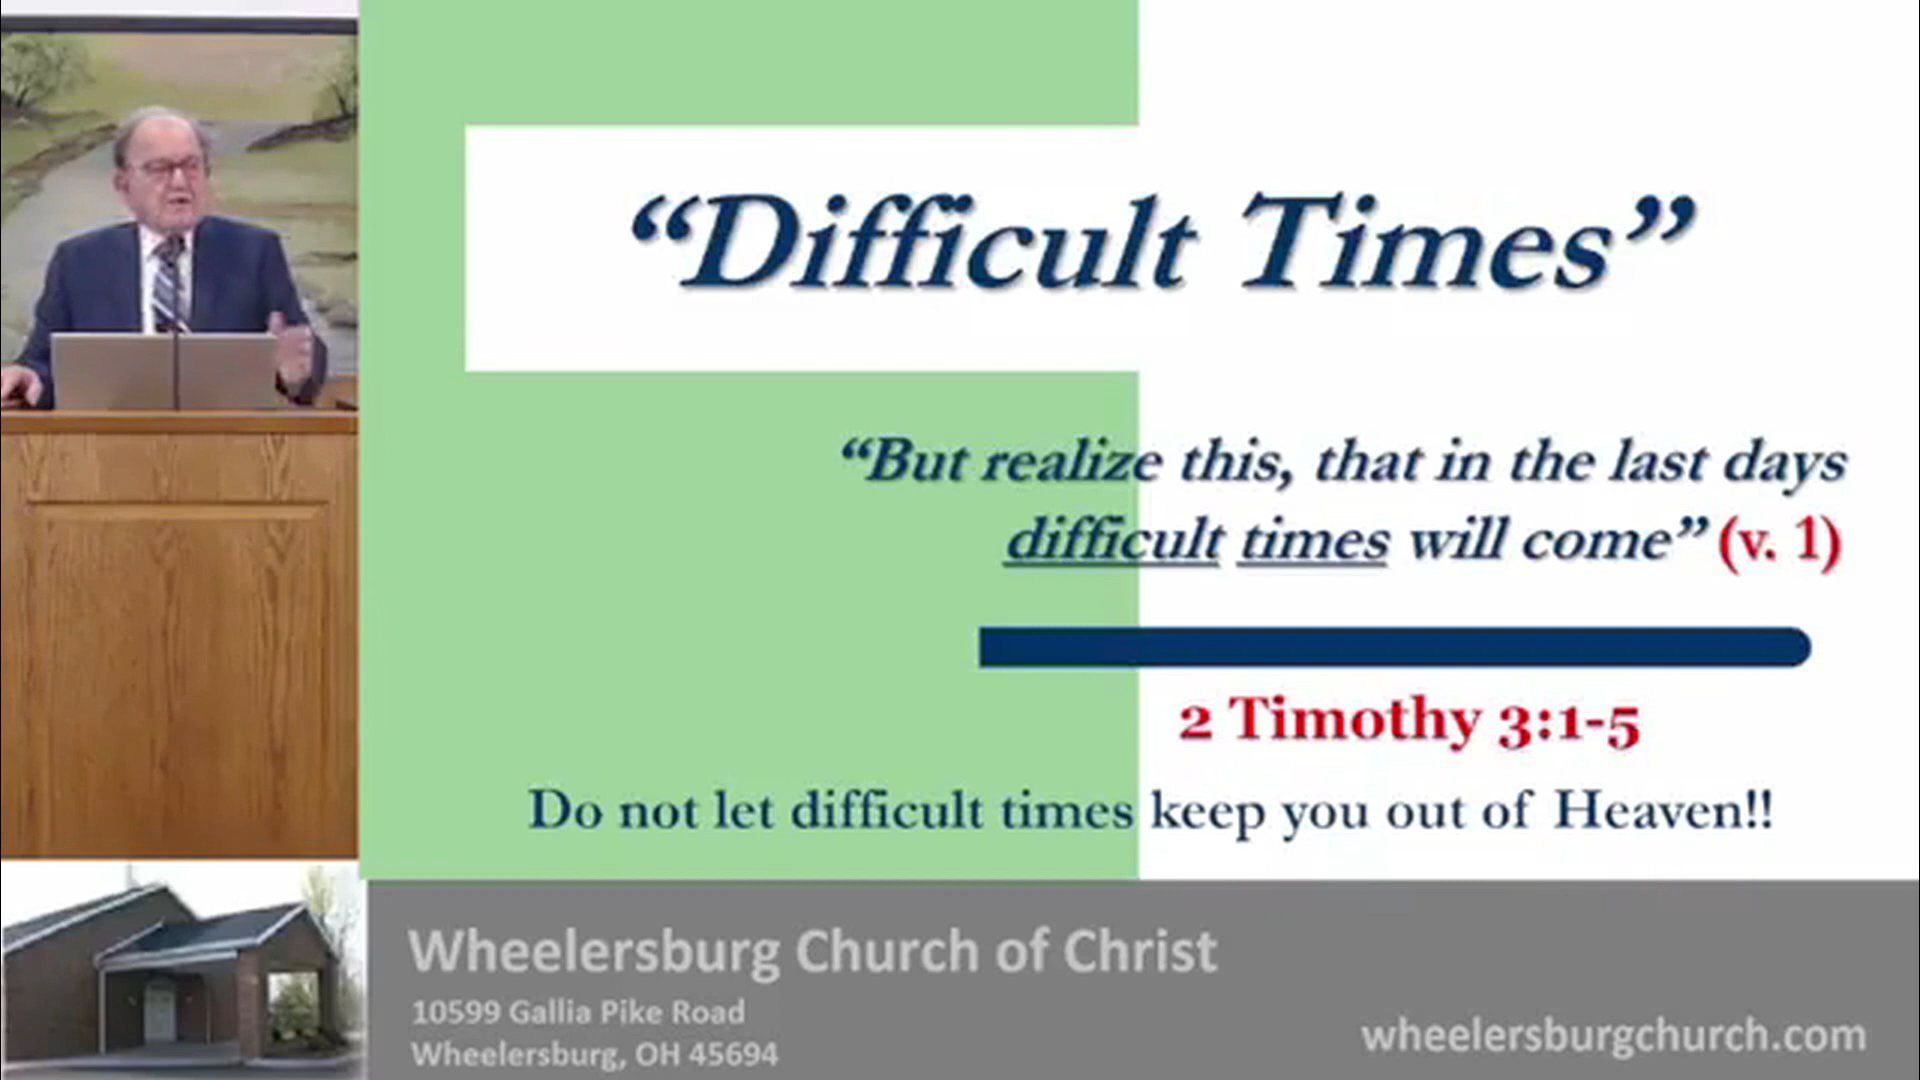 “Difficult Times”
“But realize this, that in the last days
difficult times will come” (v. 1)
2 Timothy 3:1-5
Do not let difficult times keep you out of Heaven!!
Wheelersburg Church of Christ
10599 Gallia Pike Road
Wheelersburg, OH 45694
wheelersburgchurch.com